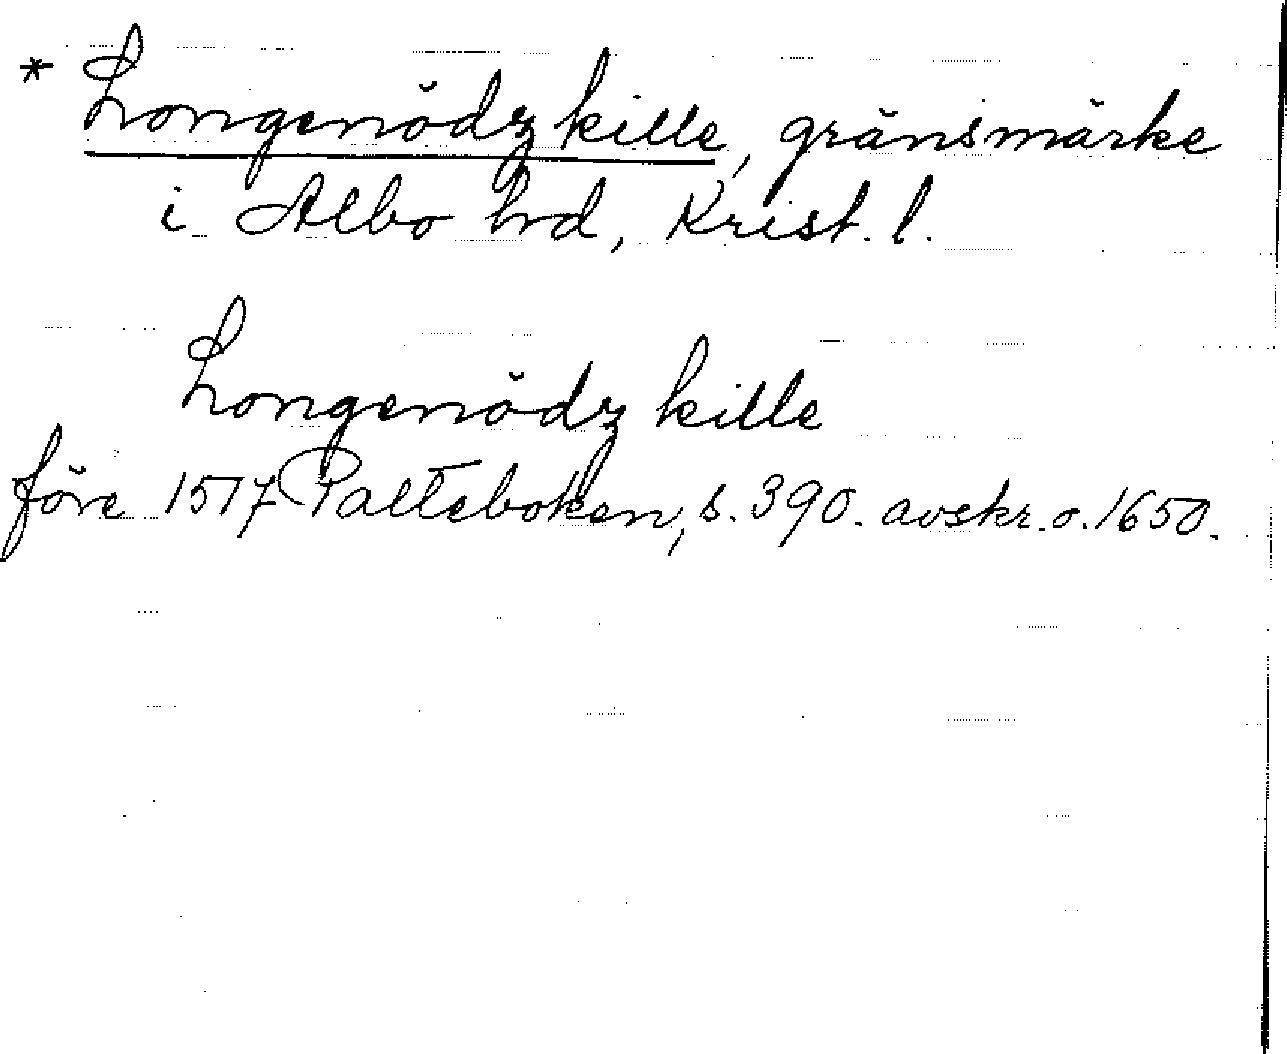 * Longenödz kille, gränsmärke
i Albo hd, Krist. l.
Longenödz kille
före 1517 Palteboken, s. 390. avskr. o. 1650.